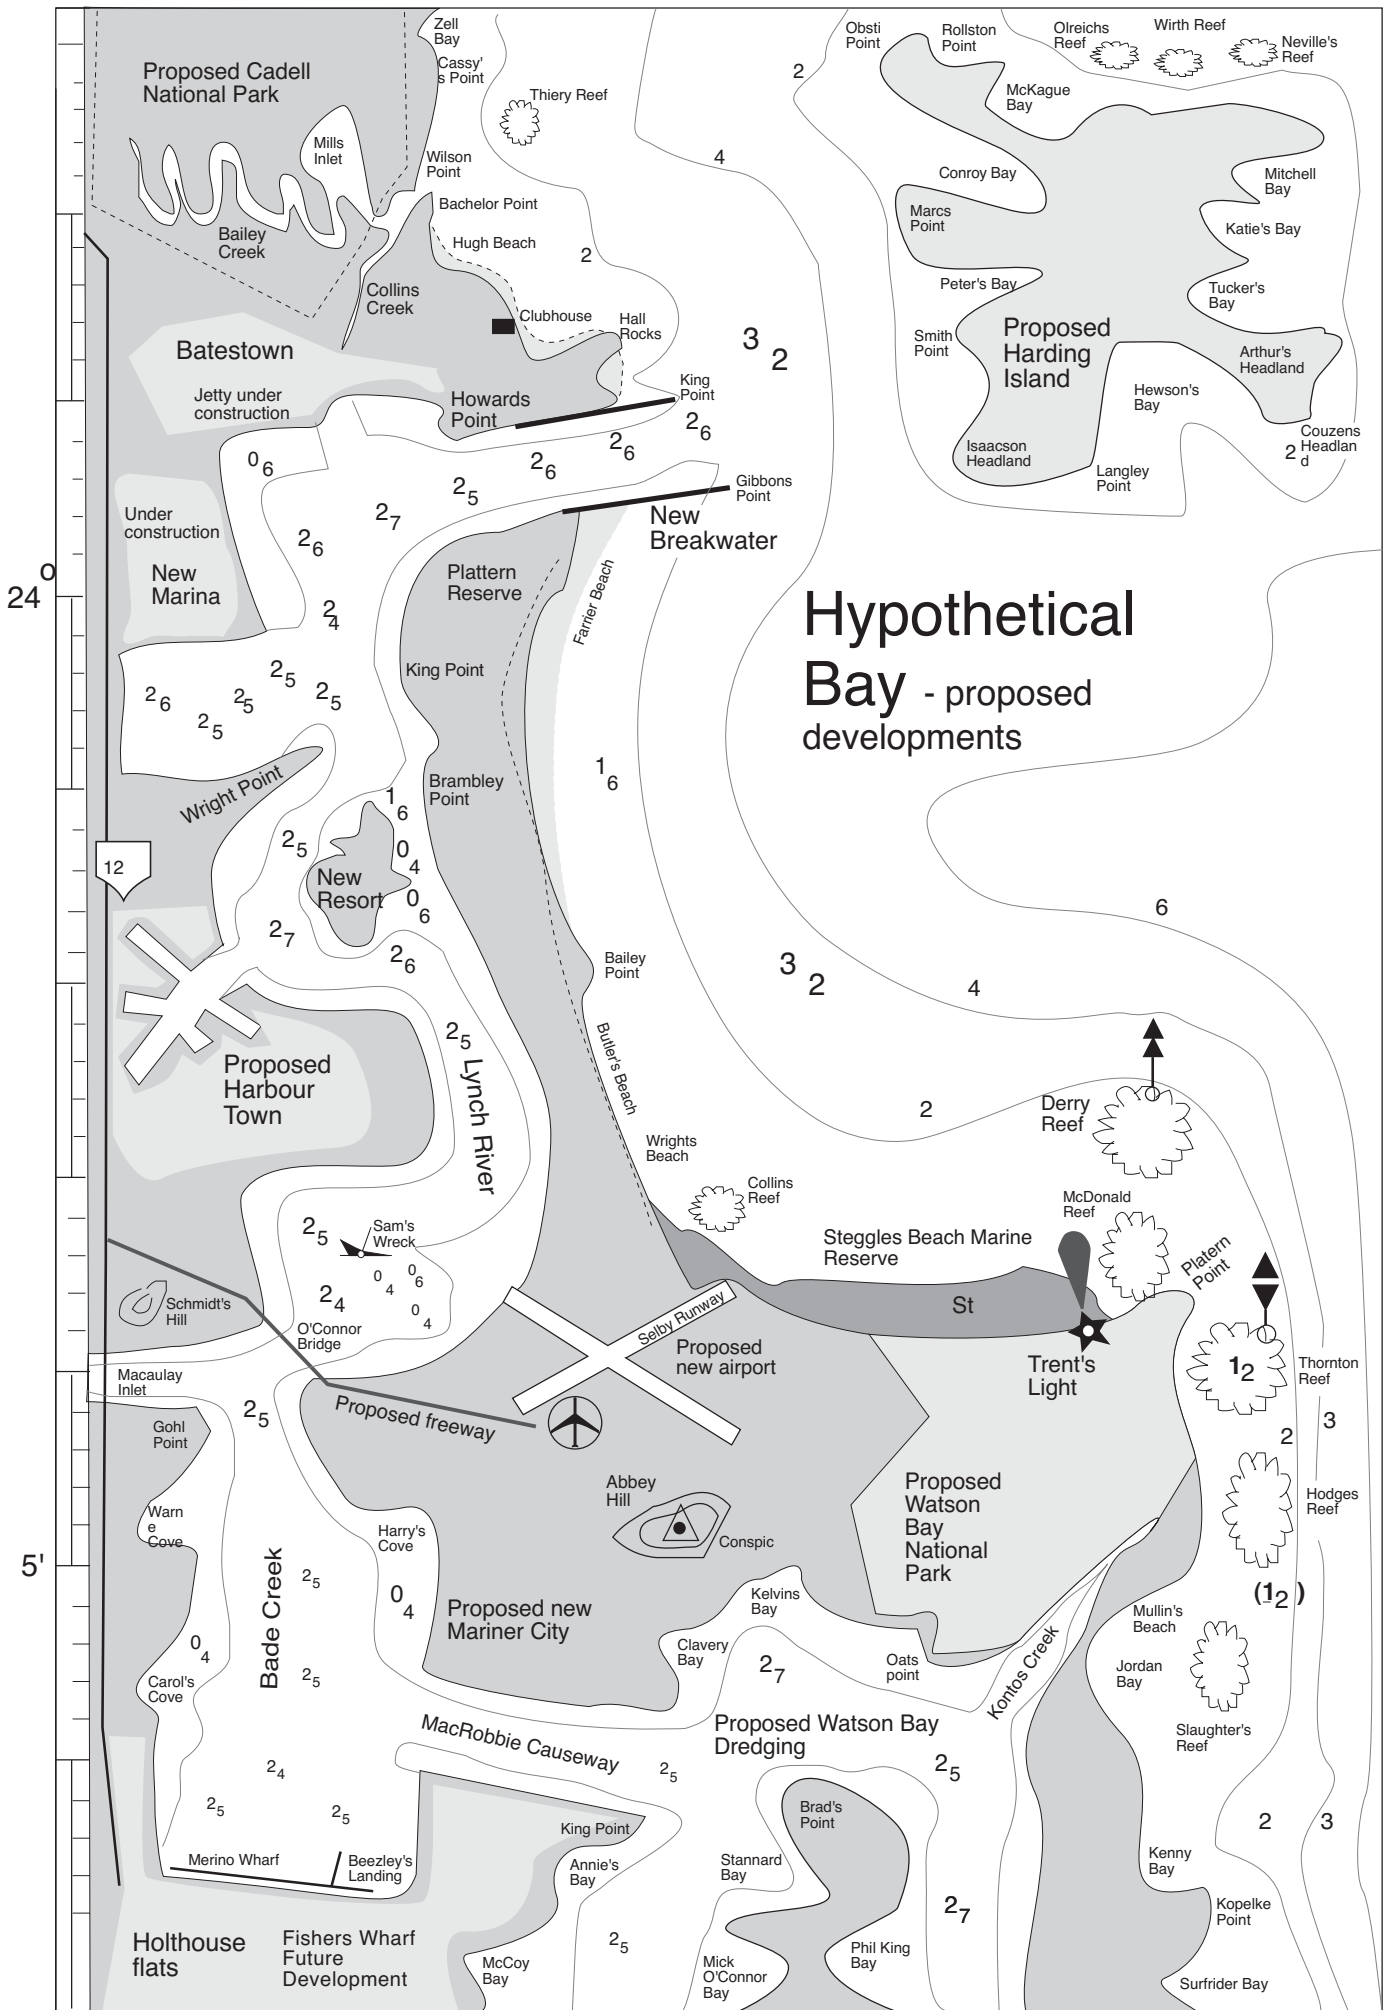 Zell
Bay
Cassy'
s Point
Proposed Cadell
National Park
Thiery Reef
Mills
Inlet
Wilson
Point
Bachelor Point
Bailey
Creek
Hugh Beach
2
4
2
Collins
Creek
Clubhouse
Hall
Rocks
Batestown
Jetty under
construction
Howards
Point
King
Point
3 2
Obsti
Point
Rollston
Point
Olreichs
Reef
Wirth Reef
Neville's
Reef
McKague
Bay
Conroy Bay
Mitchell
Bay
Marcs
Point
Katie's Bay
Peter's Bay
Tucker's
Bay
Smith
Point
Proposed
Harding
Island
Arthur's
Headland
Hewson's
Bay
Isaacson
Headland
Langley
Point
2
Couzens
Headlan
d
0 6
2 6
2 6
2 6
2 5
2 7
2 6
2 4
Gibbons
Point
New
Breakwater
Under
construction
New
Marina
Plattern
Reserve
Farrier Beach
24 o
King Point
Hypothetical
Bay - proposed
developments
2 6
2 5
2 5
2 5
2 5
Wright Point
Brambley
Point
1 6
1 6
12
2 5
0 4
New
Resort
0 6
2 7
2 6
6
Bailey
Point
3 2
4
2 5
Lynch River
Butler's Beach
Proposed
Harbour
Town
2
Derry
Reef
Wrights
Beach
Collins
Reef
McDonald
Reef
Steggles Beach Marine
Reserve
Platern
Point
2 5
Sam's
Wreck
0 4
0 6
2 4
0 4
Schmidt's
Hill
O'Connor
Bridge
Selby Runway
St
Proposed
new airport
Trent's
Light
1 2
Thornton
Reef
Macaulay
Inlet
2 5
Proposed freeway
Gohl
Point
2
3
Abbey
Hill
Conspic
Proposed
Watson
Bay
National
Park
Hodges
Reef
Warn
e
Cove
Harry's
Cove
5'
Bade Creek
2 5
0 4
Proposed new
Mariner City
Kelvins
Bay
(1 2)
Mullin's
Beach
0 4
2 5
Clavery
Bay
2 7
Oats
point
Kontos Creek
Jordan
Bay
Carol's
Cove
MacRobbie Causeway
Proposed Watson Bay
Dredging
Slaughter's
Reef
2 4
2 5
2 5
2 5
2 5
Brad's
Point
2
3
King Point
Merino Wharf
Beezley's
Landing
Annie's
Bay
Stannard
Bay
Kenny
Bay
2 7
Kopelke
Point
Holthouse
flats
Fishers Wharf
Future
Development
2 5
McCoy
Bay
Mick
O'Connor
Bay
Phil King
Bay
Surfrider Bay